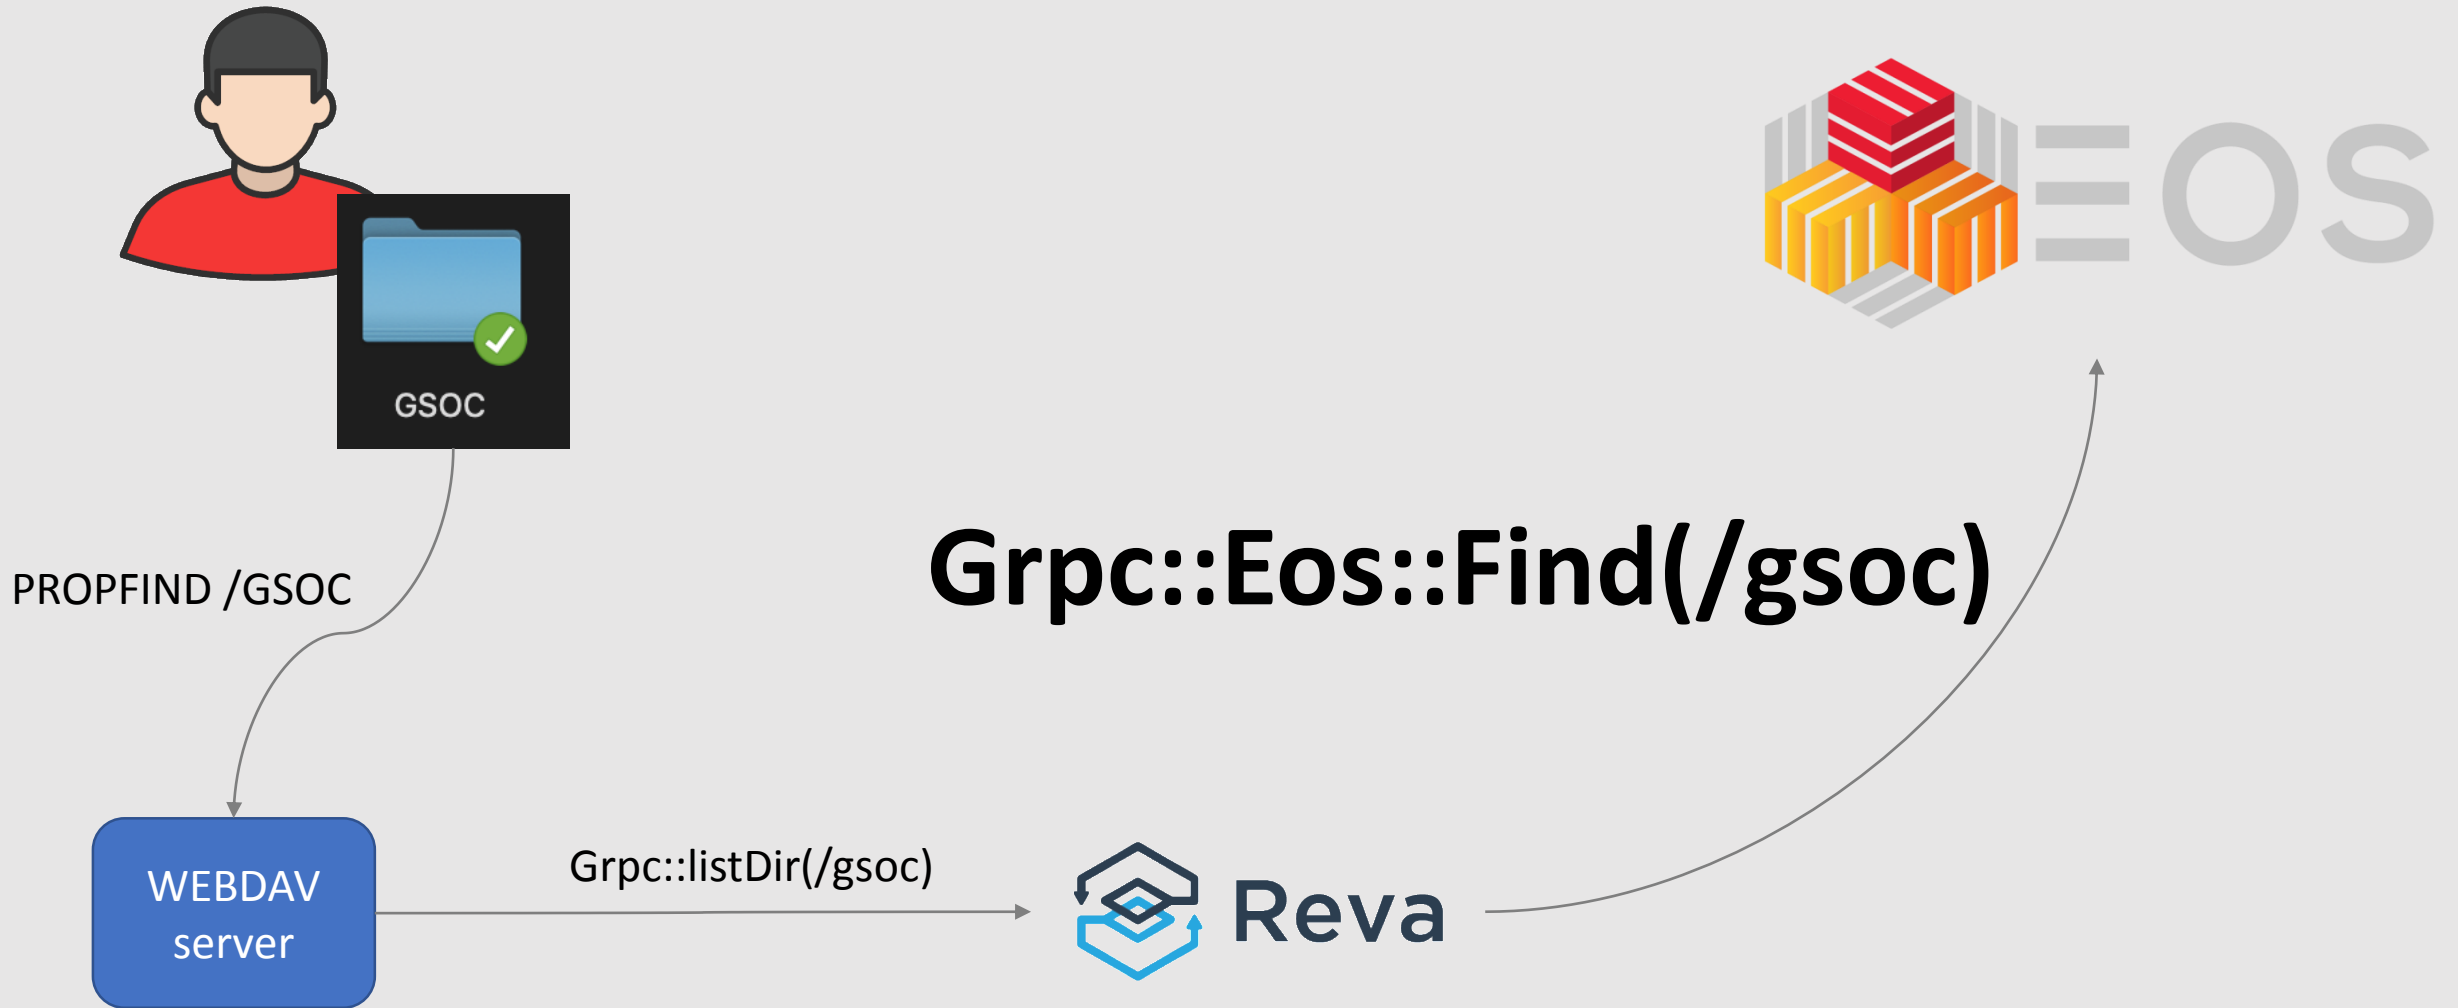 EOS
GSOC
Grpc::Eos::Find(/gsoc)
PROPFIND /GSOC
Grpc::listDir(/gsoc)
WEBDAV
server
Reva